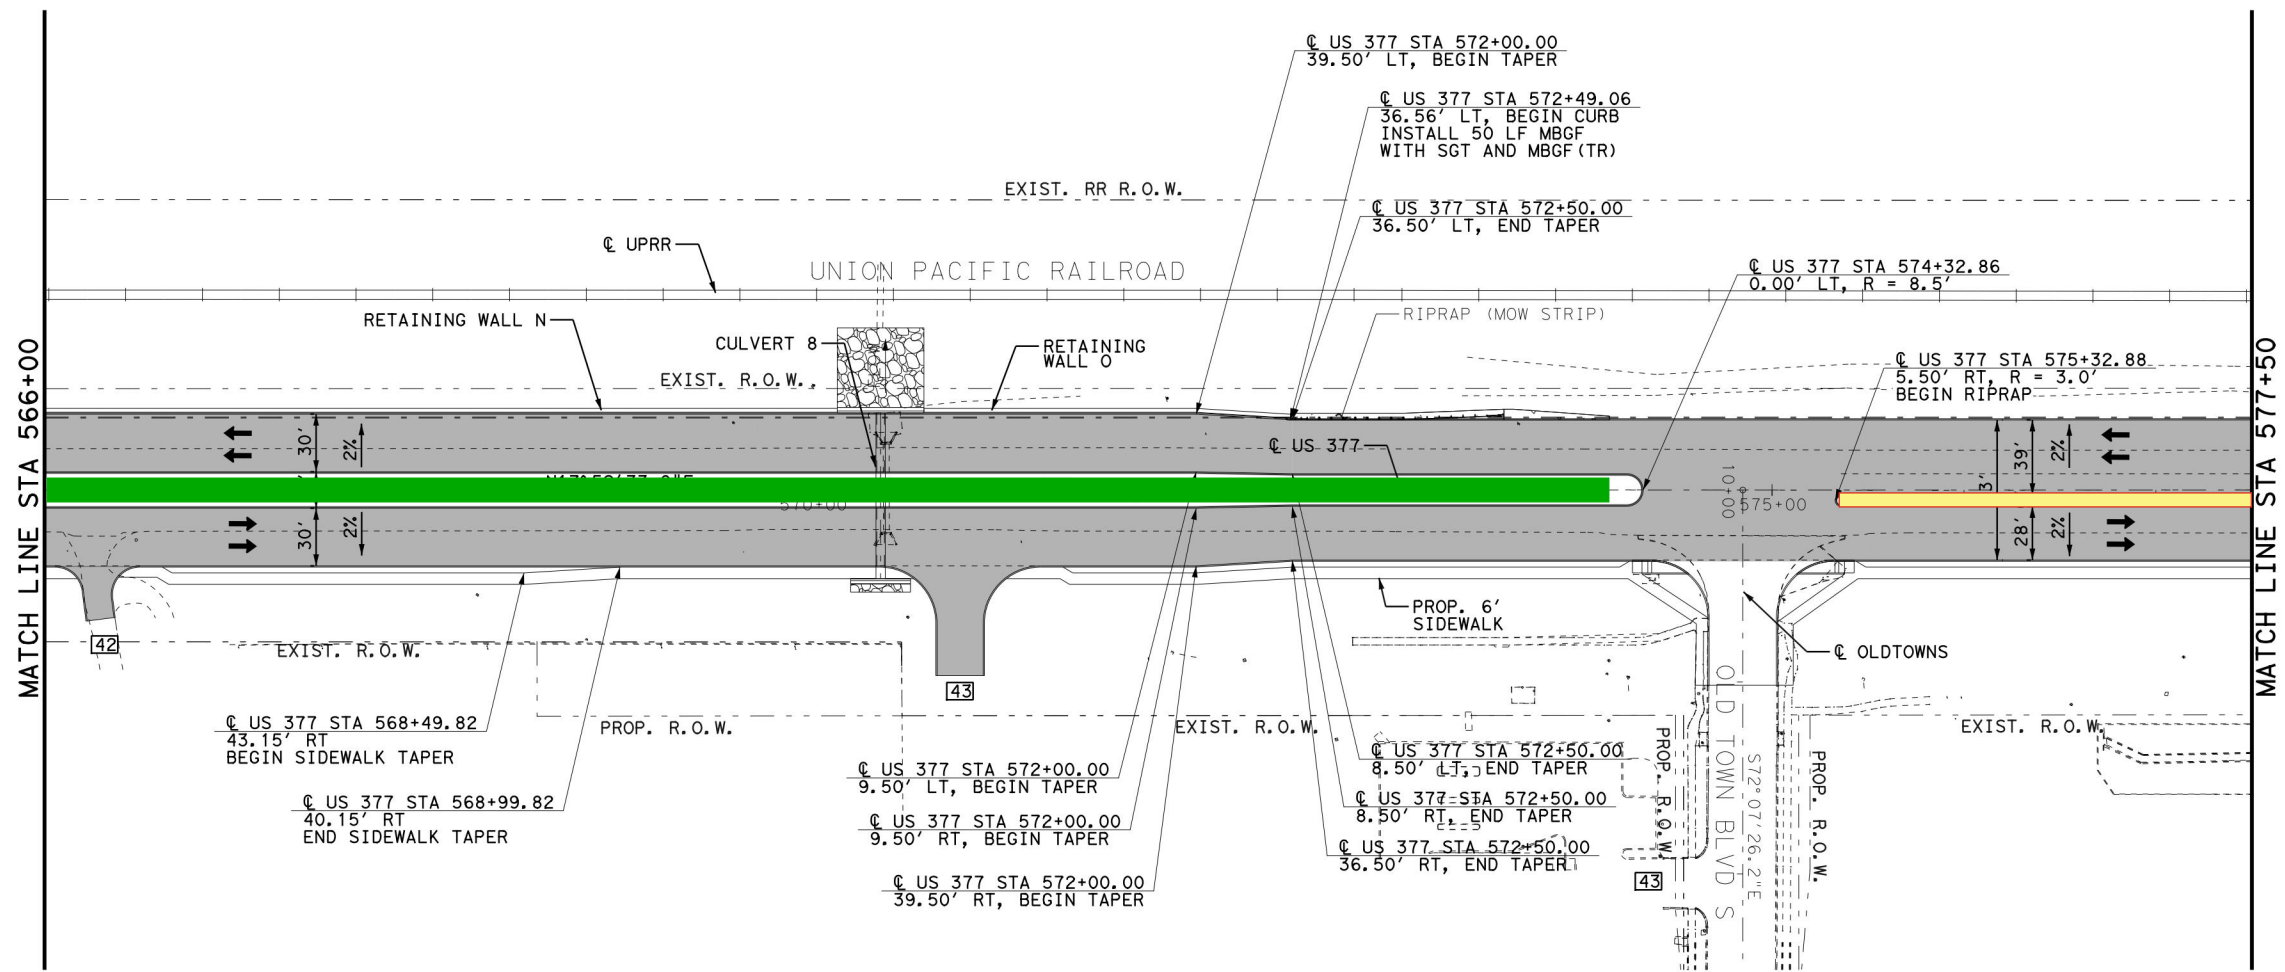 ℄ US 377 STA 572+00.00
39.50' LT, BEGIN TAPER
℄ US 377 STA 572+49.06
36.56' LT, BEGIN CURB
INSTALL 50 LF MBGF
WITH SGT AND MBGF(TR)
EXIST. RR R.O.W.
℄ US 377 STA 572+50.00
36.50' LT, END TAPER
℄ UPRR
UNION PACIFIC RAILROAD
℄ US 377 STA 574+32.86
0.00' LT, R = 8.5'
RETAINING WALL N
RIPRAP (MOW STRIP)
CULVERT 8
RETAINING
WALL O
℄ US 377 STA 575+32.88
5.50' RT, R = 3.0'
BEGIN RIPRAP
EXIST. R.O.W.
MATCH LINE STA 566+00
MATCH LINE STA 577+50
30'
2%
℄ US 377
39'
2%
3'
10+00
575+00
570+00
30'
2%
28'
2%
PROP. 6'
SIDEWALK
42
EXIST. R.O.W.
℄ OLDTOWNS
43
℄ US 377 STA 568+49.82
43.15' RT
BEGIN SIDEWALK TAPER
PROP. R.O.W.
EXIST. R.O.W.
EXIST. R.O.W.
℄ US 377 STA 572+50.00
8.50' LT, END TAPER
℄ US 377 STA 572+00.00
9.50' LT, BEGIN TAPER
℄ US 377 STA 568+99.82
40.15' RT
END SIDEWALK TAPER
℄ US 377 STA 572+50.00
8.50' RT, END TAPER
℄ US 377 STA 572+00.00
9.50' RT, BEGIN TAPER
℄ US 377 STA 572+50.00
36.50' RT, END TAPER
℄ US 377 STA 572+00.00
39.50' RT, BEGIN TAPER
43
PROP. R.O.W.
OLD TOWN BLVD S
S72°07'26.2"E
PROP. R.O.W.